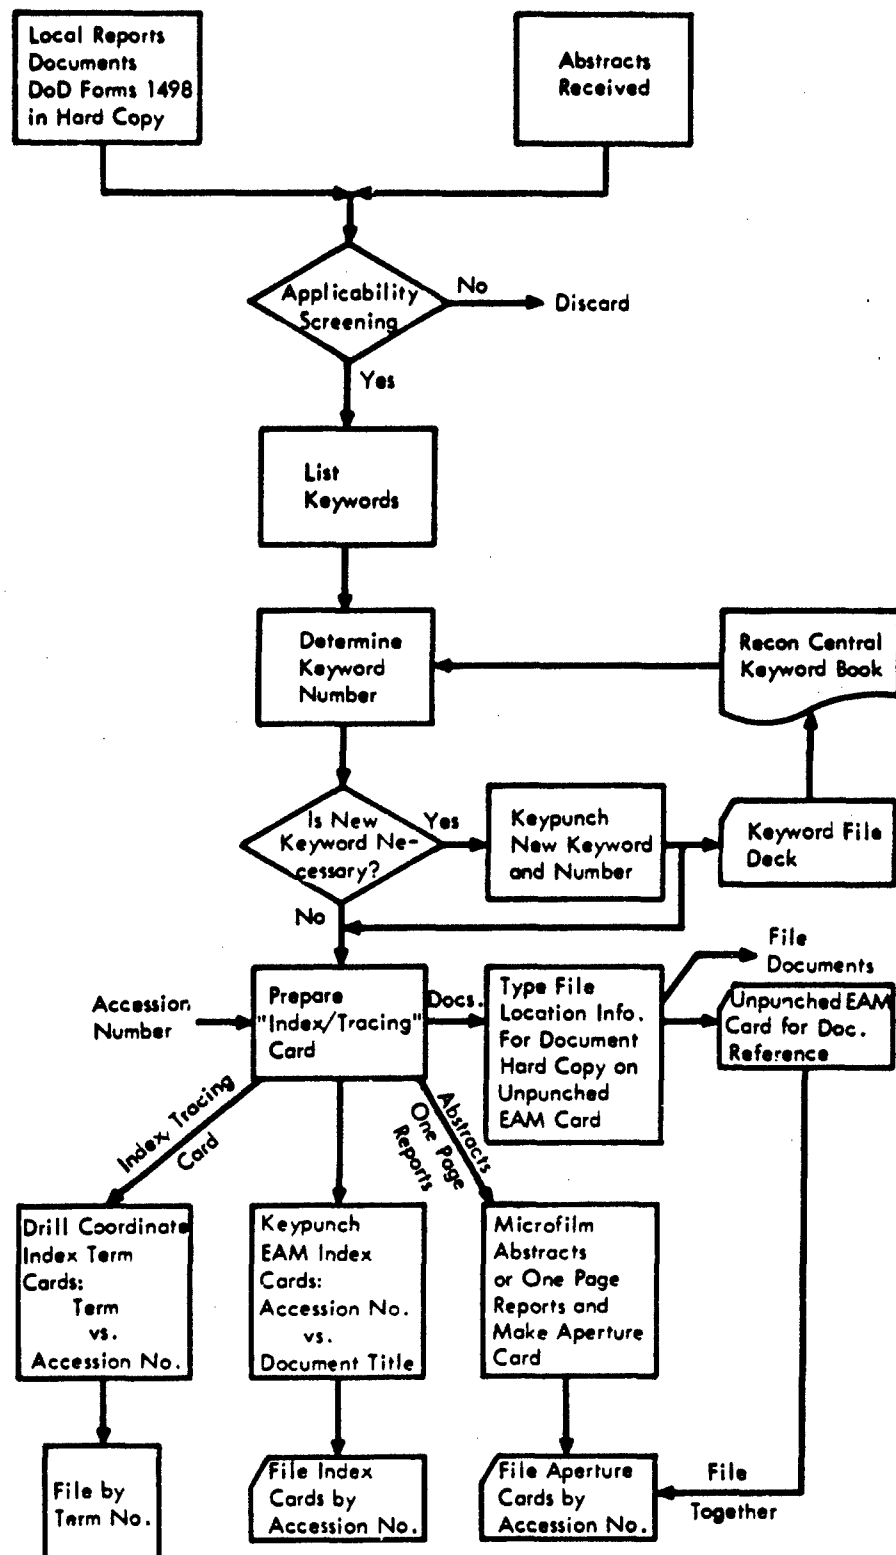 Local Reports
Documents
DoD Forms 1498
in Hard Copy
Abstracts
Received
Applicability
Screening
No
Discard
Yes
List
Keywords
Determine
Keyword
Number
Recon Central
Keyword Book
Is New
Keyword Ne-
cessary?
Yes
No
Keypunch
New Keyword
and Number
Keyword File
Deck
Accession
Number
Prepare
"Index/Tracing"
Card
Docs.
Type File
Location Info.
For Document
Hard Copy on
Unpunched
EAM Card
File
Documents
Unpunched EAM
Card for Doc.
Reference
Index, Tracing
Card
Abstracts
One Page
Reports
Drill Coordinate
Index Term
Cards:
Term
vs.
Accession No.
Keypunch
EAM Index
Cards:
Accession No.
vs.
Document Title
Microfilm
Abstracts
or One Page
Reports and
Make Aperture
Card
File by
Term No.
File Index
Cards by
Accession No.
File Aperture
Cards by
Accession No.
File
Together